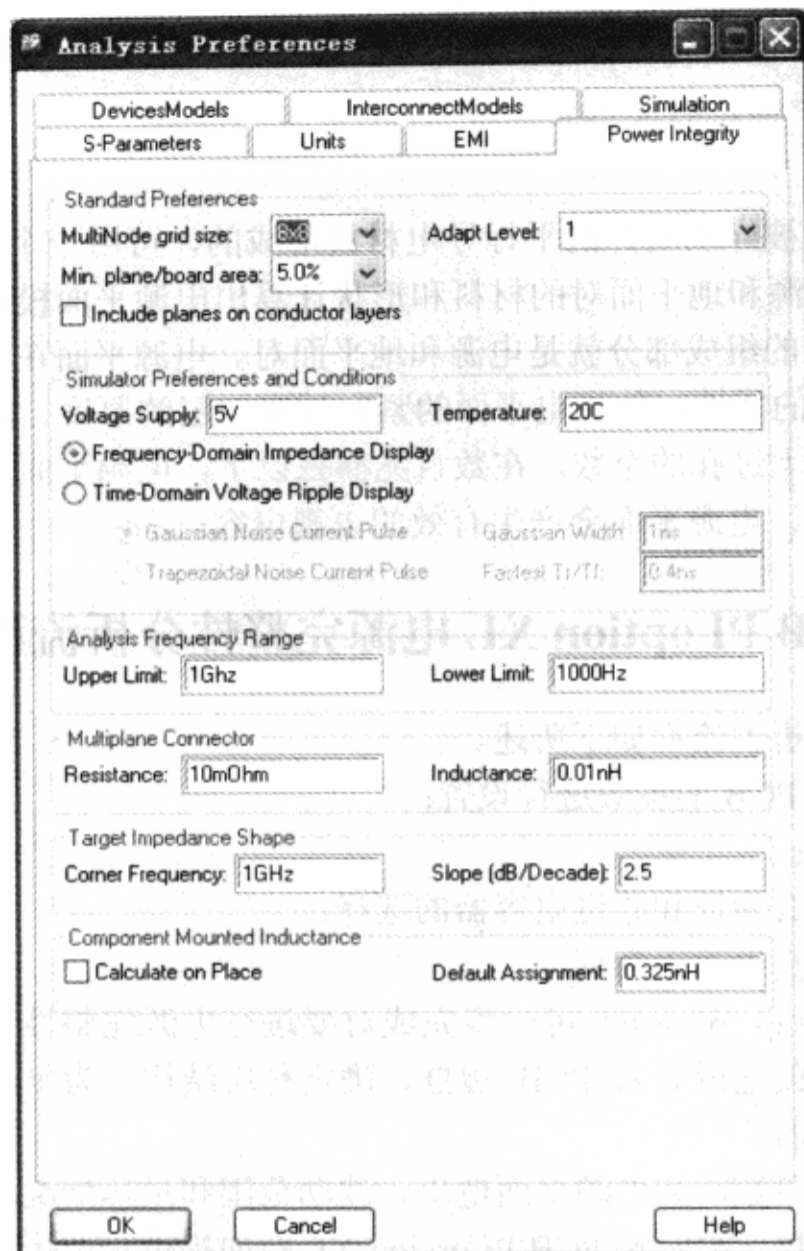 Analysis Preferences
DevicesModels InterconnectModels Simulation
S-Parameters Units EMI Power Integrity
Standard Preferences
MultiNode grid size: 8x8 Adapt Level: 1
Min. plane/board area: 5.0%
Include planes on conductor layers
Simulator Preferences and Conditions
Voltage Supply: 5V Temperature: 20C
Frequency-Domain Impedance Display
Time-Domain Voltage Ripple Display
Gaussian Noise Current Pulse Gaussian Width 1ns
Trapezoidal Noise Current Pulse Fastest Tr/Tf: 0.4ns
Analysis Frequency Range
Upper Limit: 1Ghz Lower Limit: 1000Hz
Multiplane Connector
Resistance: 10mOhm Inductance: 0.01nH
Target Impedance Shape
Corner Frequency: 1GHz Slope (dB/Decade): 2.5
Component Mounted Inductance
Calculate on Place Default Assignment: 0.325nH
OK Cancel Help